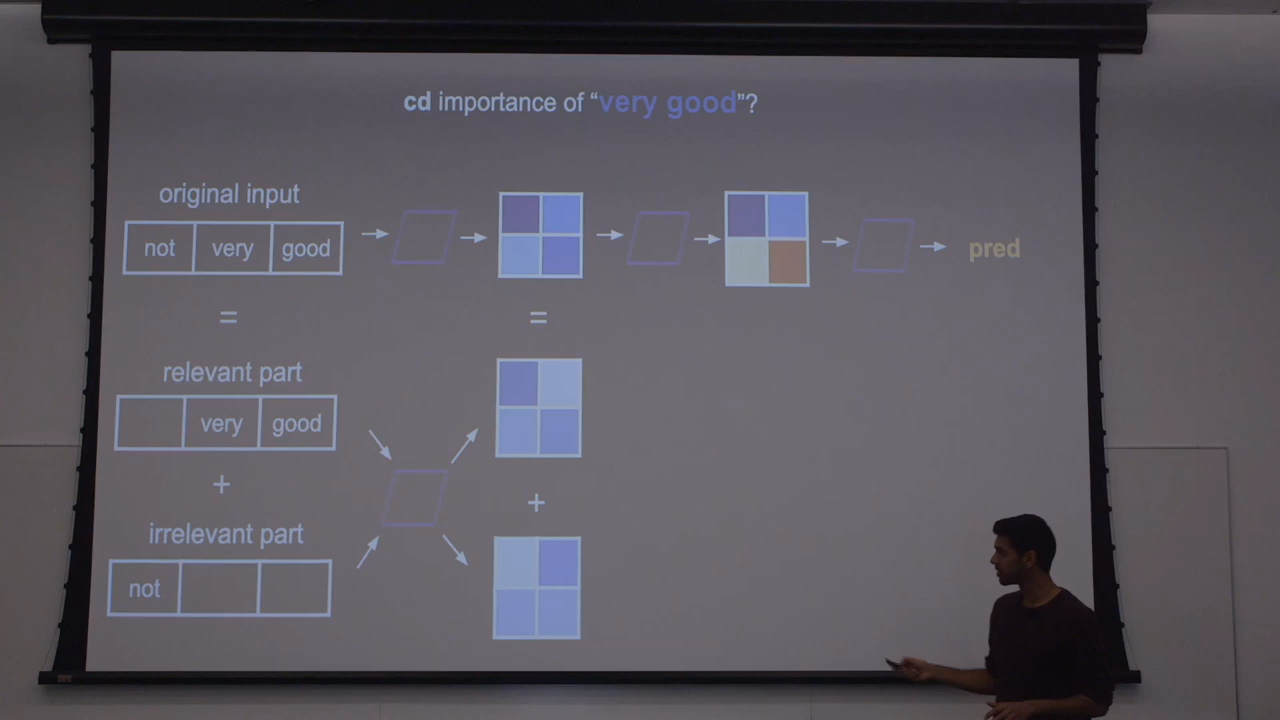 cd importance of “very good”?
original input
not very good
pred
= =
relevant part
very good
+ +
irrelevant part
not